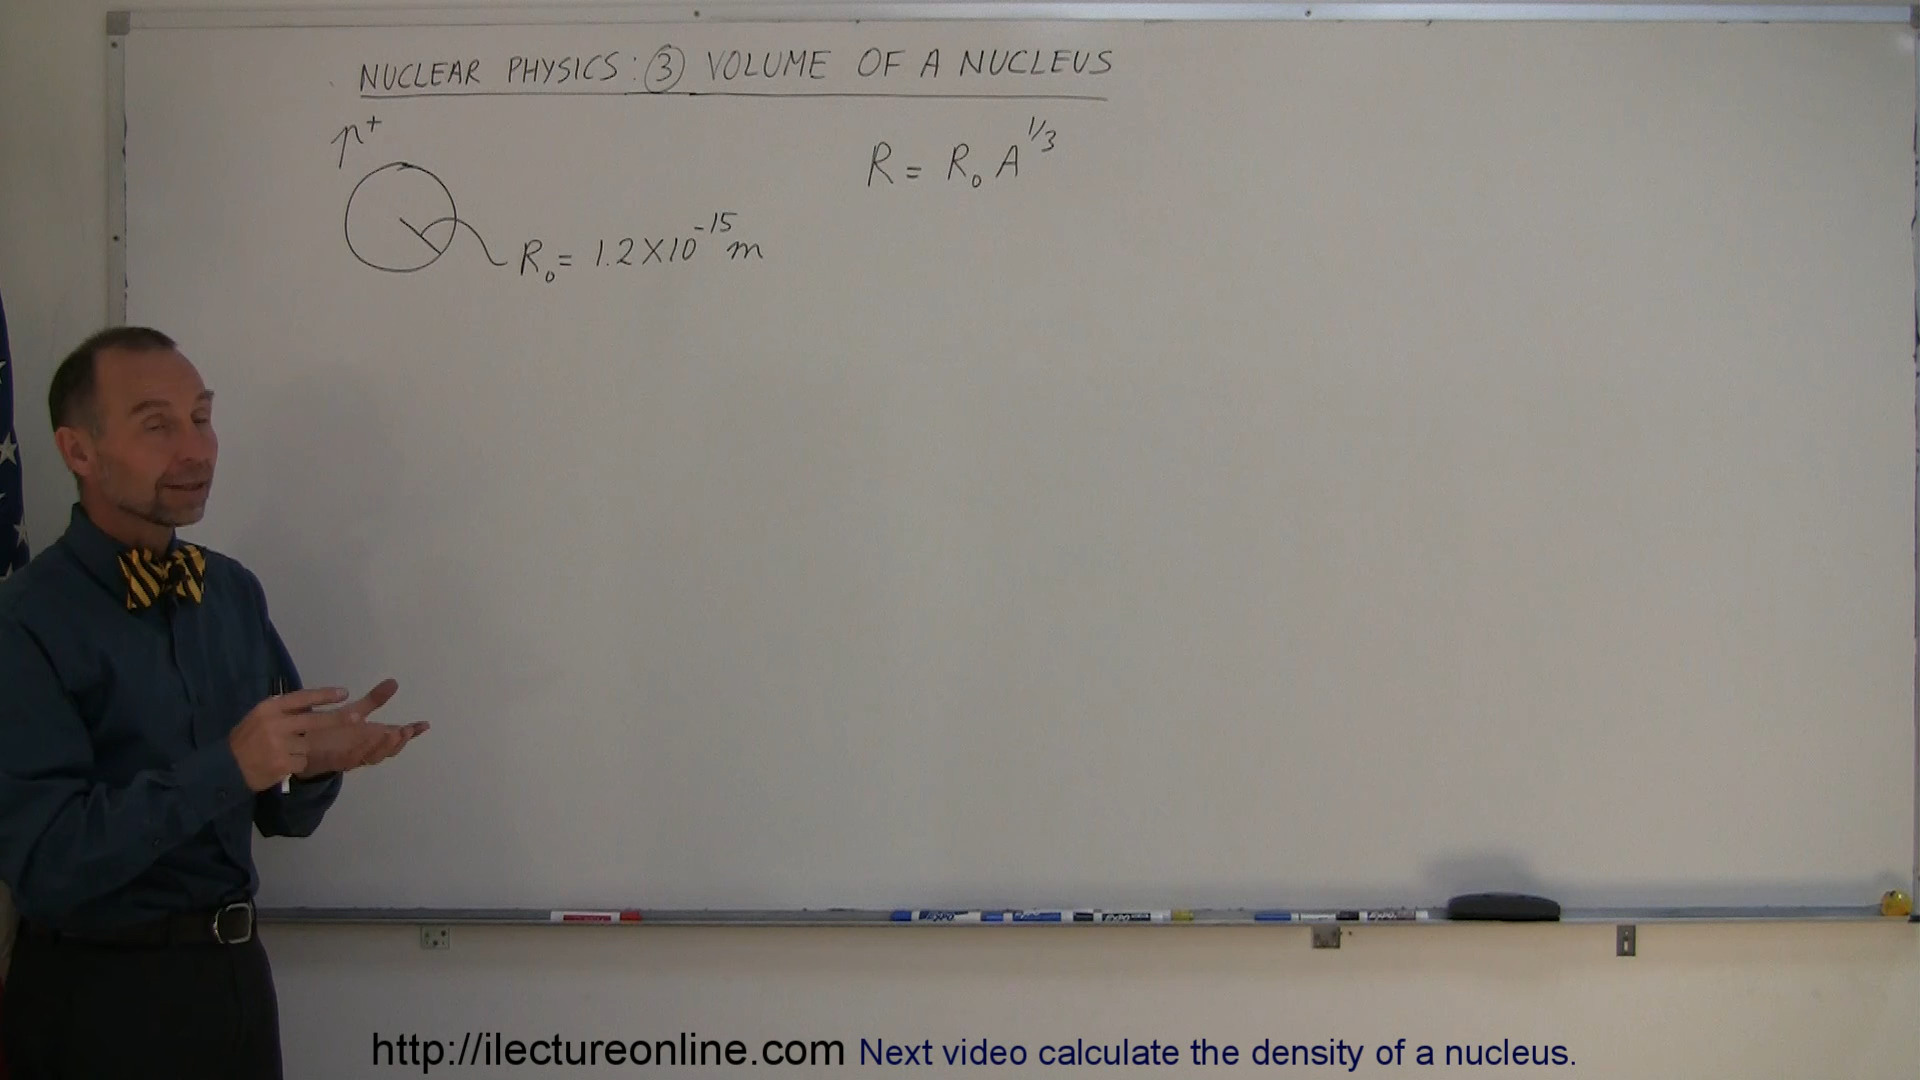 NUCLEAR PHYSICS: ③ VOLUME OF A NUCLEUS
p+
R = R₀ A^1/3
R₀ = 1.2 X 10^-15 m
http://ilectureonline.com Next video calculate the density of a nucleus.